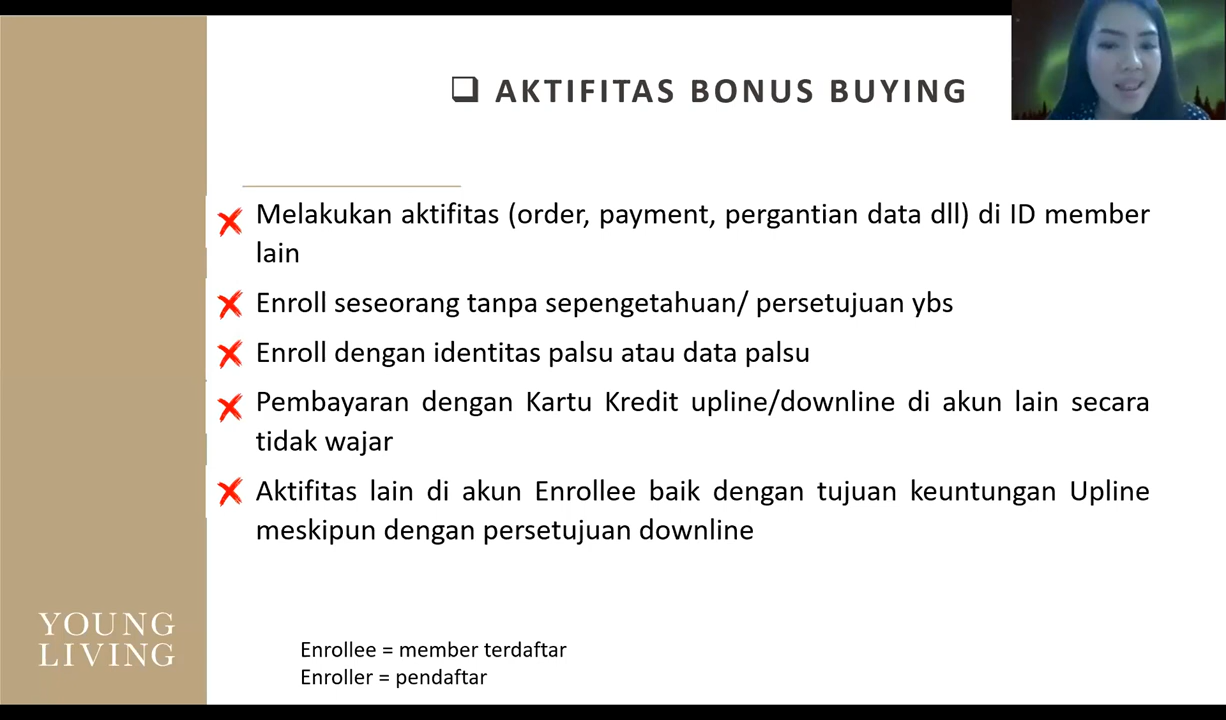 AKTIFITAS BONUS BUYING
Melakukan aktifitas (order, payment, pergantian data dll) di ID member
lain
Enroll seseorang tanpa sepengetahuan/ persetujuan ybs
Enroll dengan identitas palsu atau data palsu
Pembayaran dengan Kartu Kredit upline/downline di akun lain secara
tidak wajar
Aktifitas lain di akun Enrollee baik dengan tujuan keuntungan Upline
meskipun dengan persetujuan downline
YOUNG
LIVING
Enrollee = member terdaftar
Enroller = pendaftar